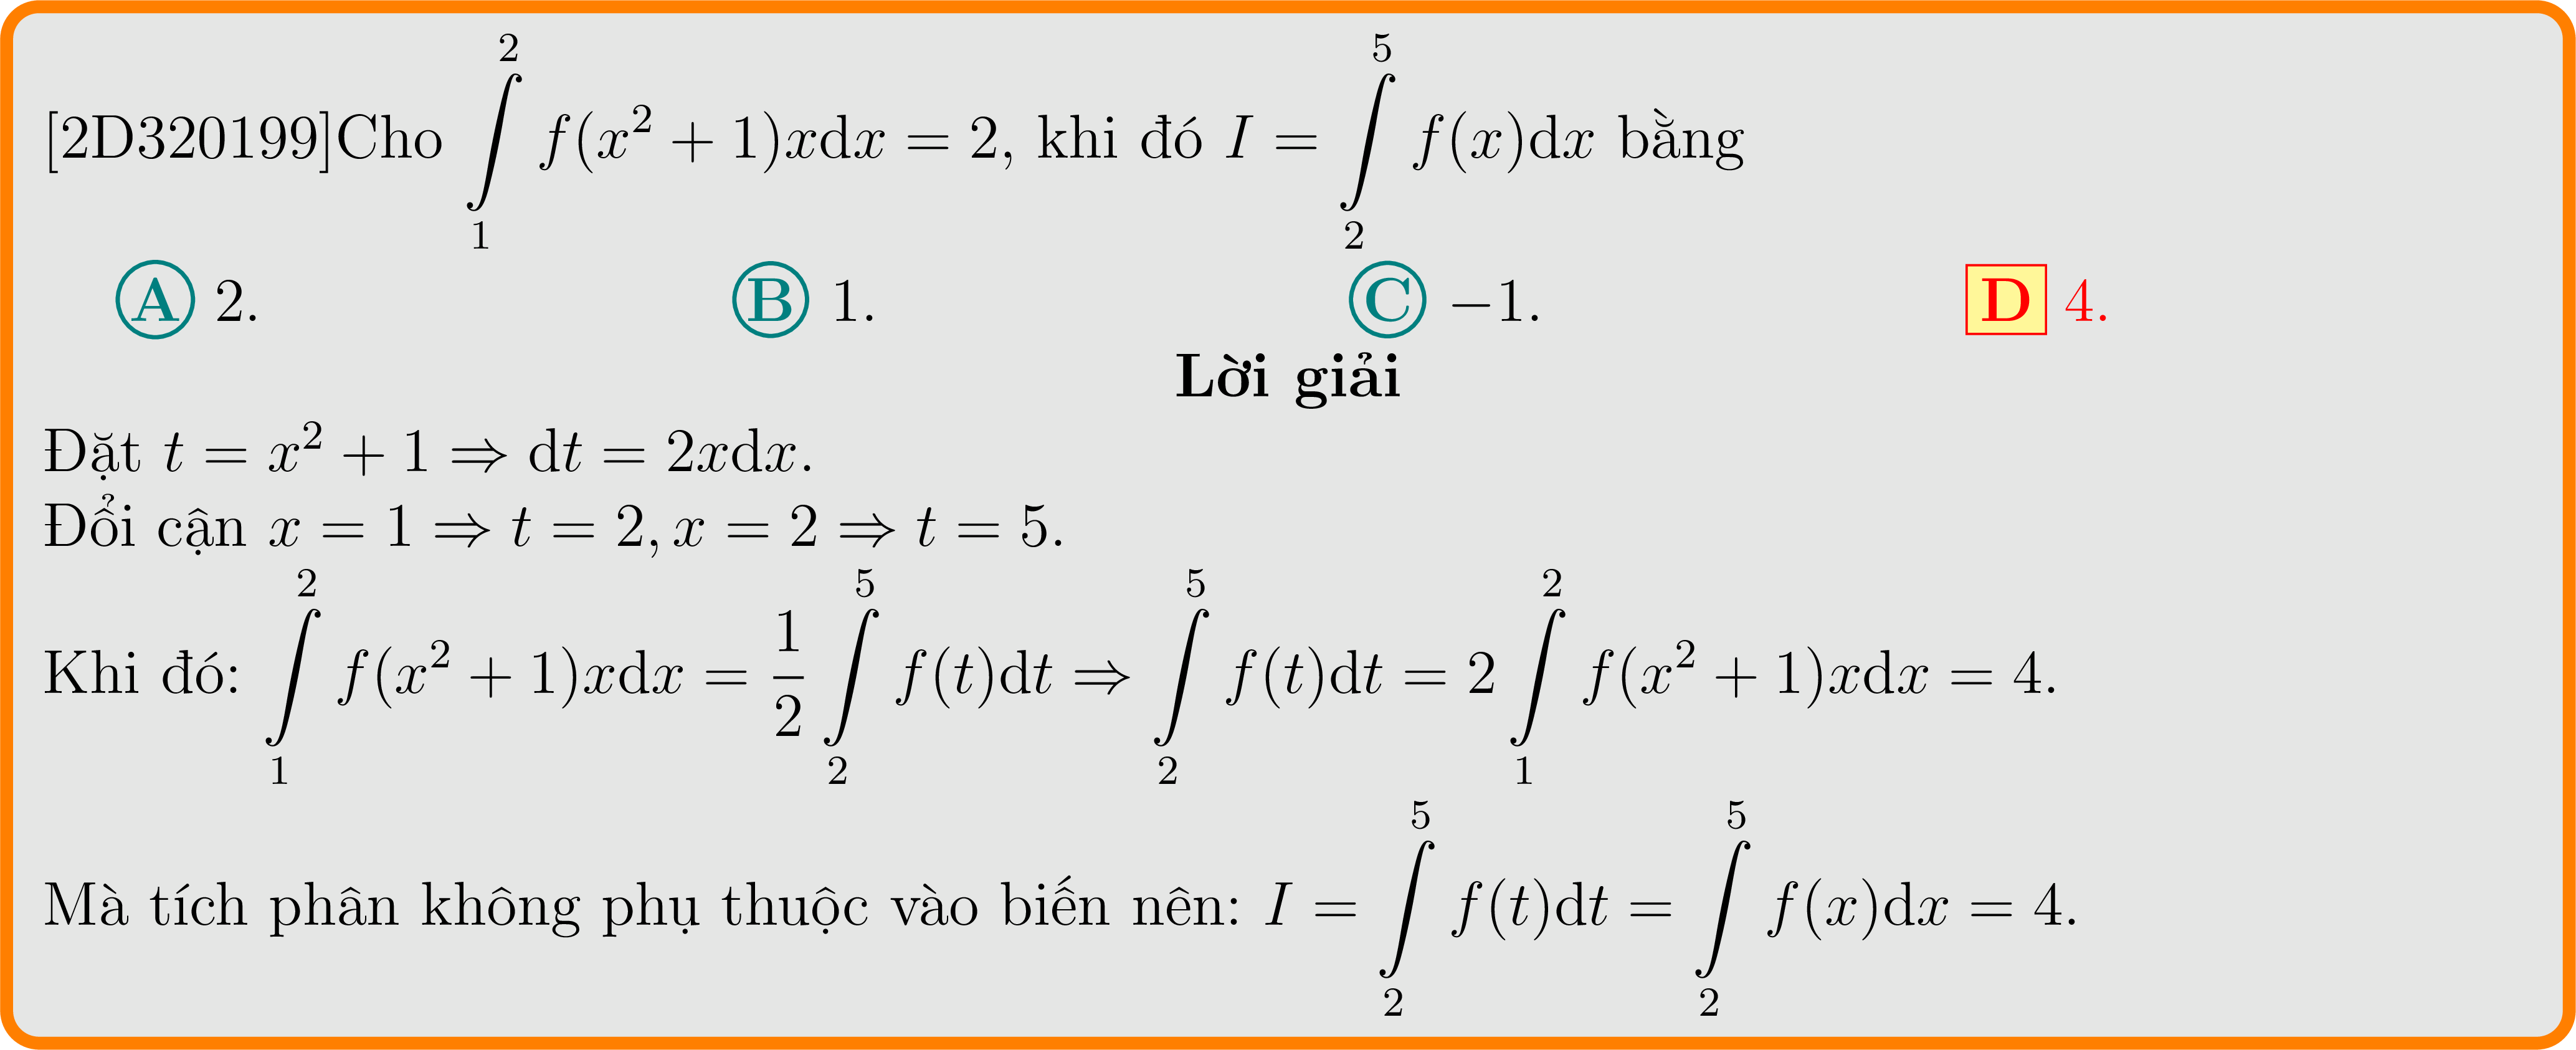 [2D320199]Cho $\int\limits_1^2 f(x^2 + 1)x\mathrm{d}x = 2$, khi đó $I = \int\limits_2^5 f(x)\mathrm{d}x$ bằng
A 2. B 1. C −1. D 4.
Lời giải
Đặt $t = x^2 + 1 \Rightarrow \mathrm{d}t = 2x\mathrm{d}x$.
Đổi cận $x = 1 \Rightarrow t = 2, x = 2 \Rightarrow t = 5$.
Khi đó: $\int\limits_1^2 f(x^2 + 1)x\mathrm{d}x = \frac{1}{2} \int\limits_2^5 f(t)\mathrm{d}t \Rightarrow \int\limits_2^5 f(t)\mathrm{d}t = 2 \int\limits_1^2 f(x^2 + 1)x\mathrm{d}x = 4$.
Mà tích phân không phụ thuộc vào biến nên: $I = \int\limits_2^5 f(t)\mathrm{d}t = \int\limits_2^5 f(x)\mathrm{d}x = 4$.